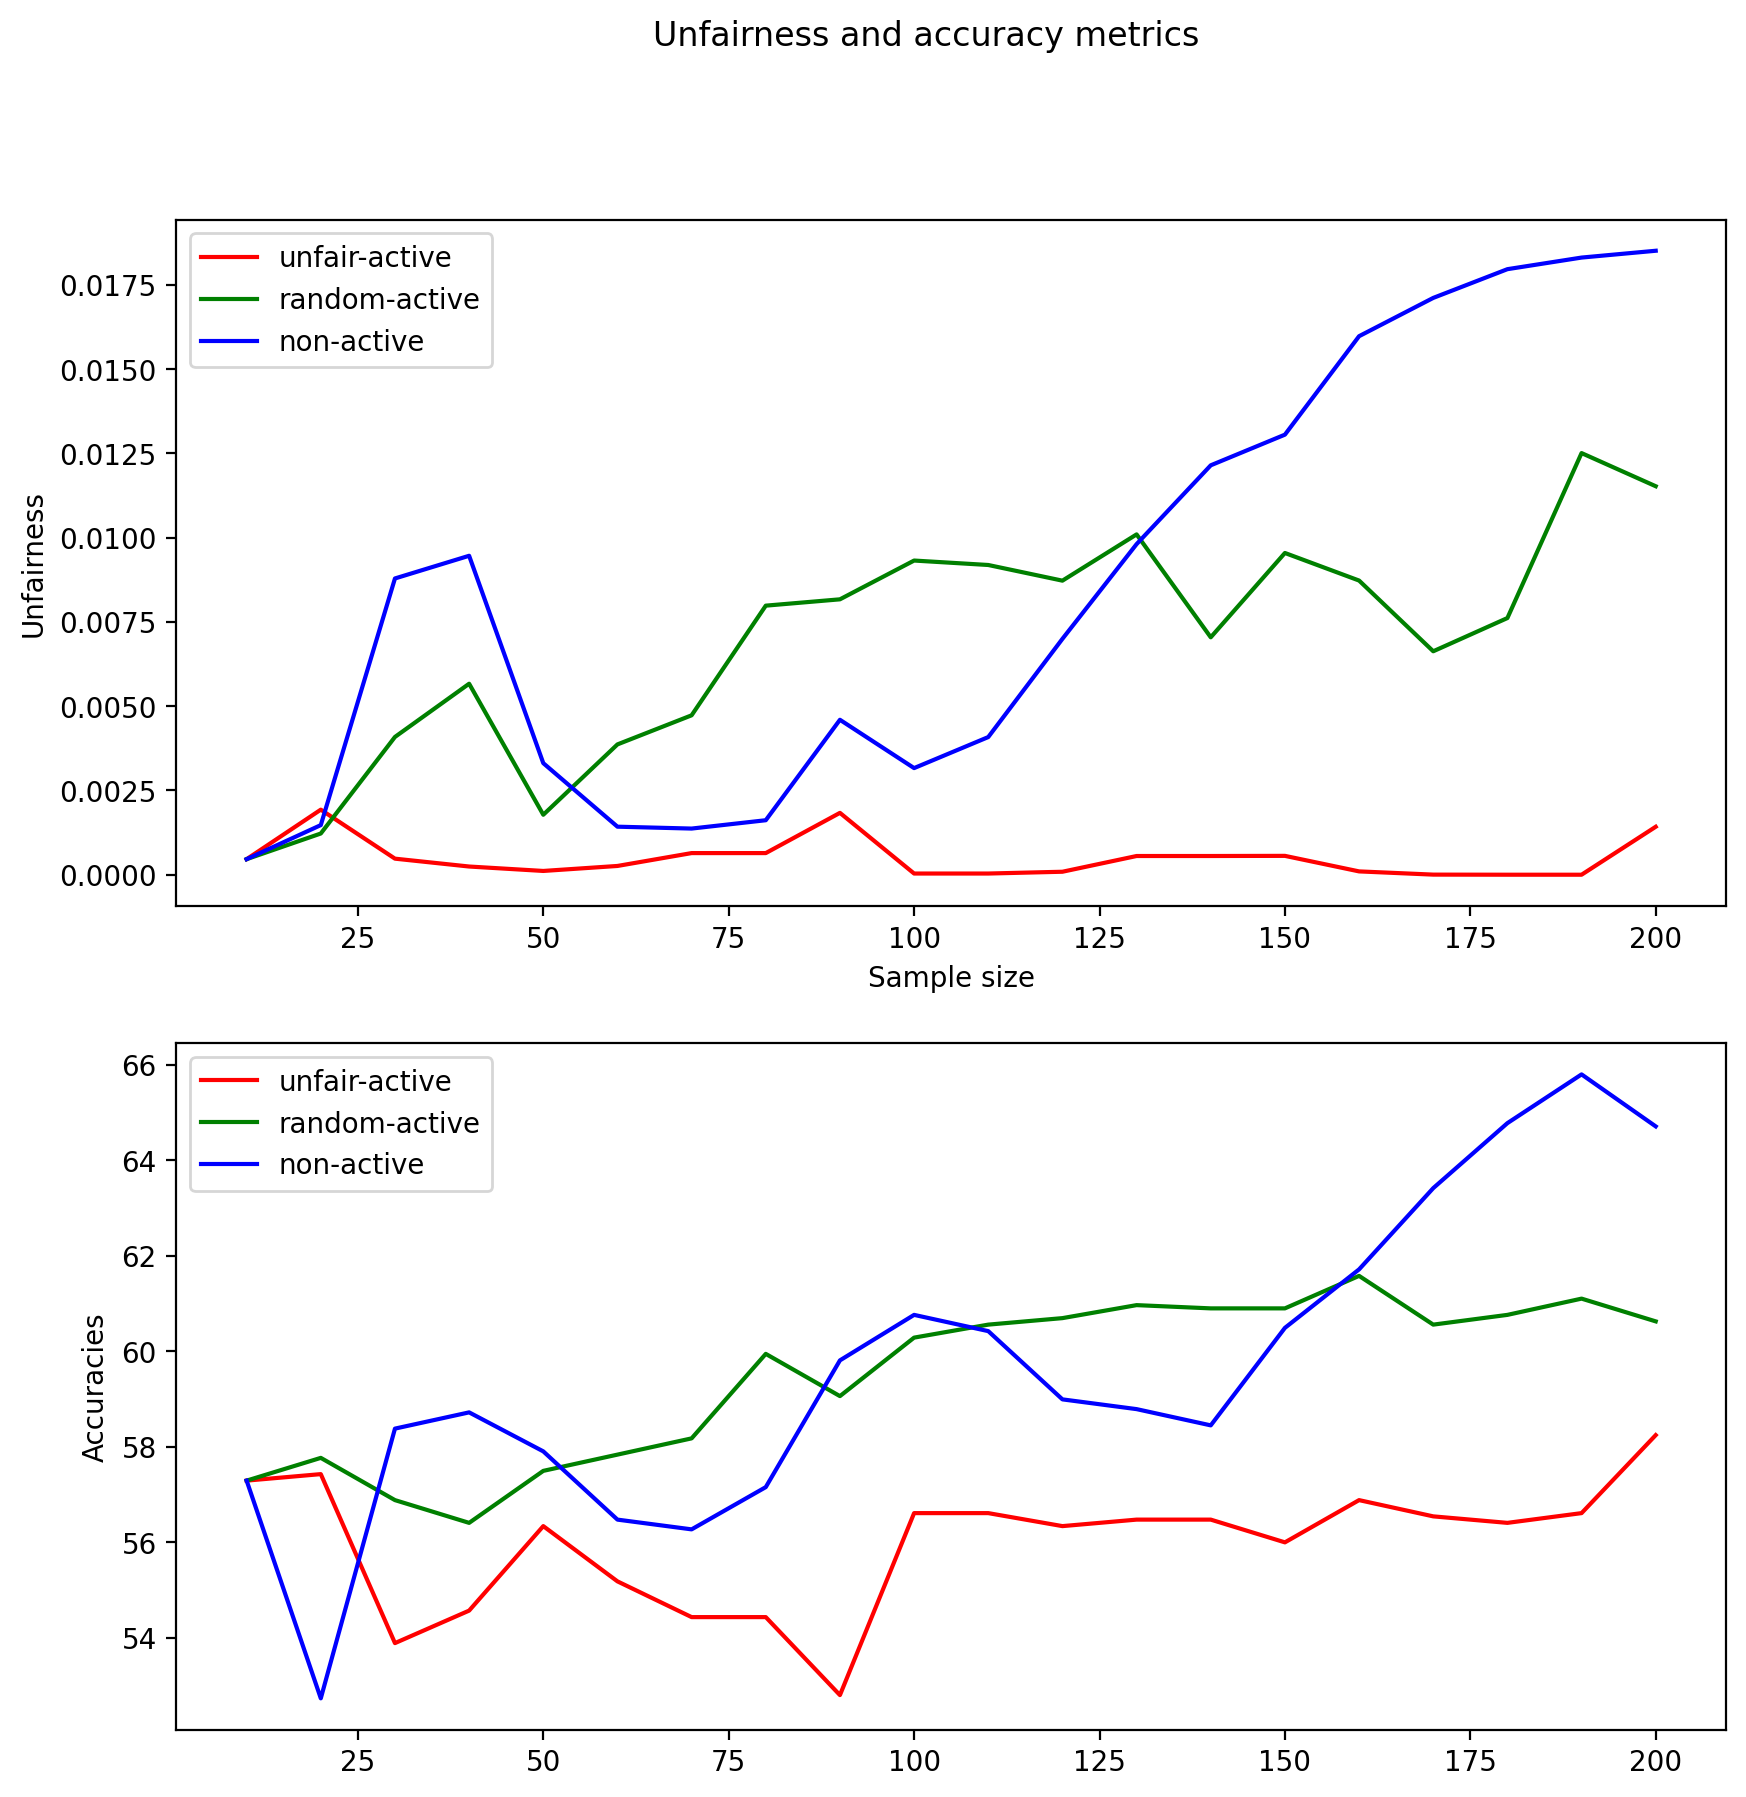 Unfairness and accuracy metrics
unfair-active
random-active
non-active
0.0175
0.0150
0.0125
0.0100
0.0075
0.0050
0.0025
0.0000
Unfairness
25 50 75 100 125 150 175 200
Sample size
unfair-active
random-active
non-active
66
64
62
60
58
56
54
Accuracies
25 50 75 100 125 150 175 200